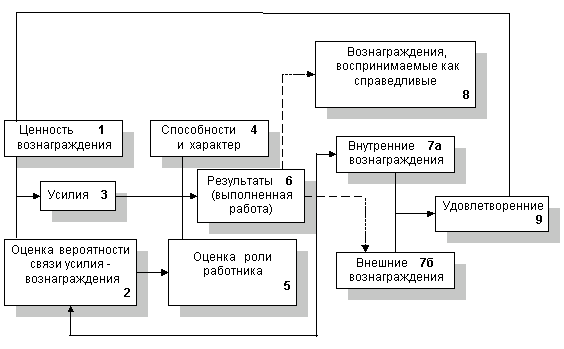 Вознаграждения,
воспринимаемые как
справедливые
8
Ценность 1
вознаграждения
Способности 4
и характер
Внутренние 7а
вознаграждения
Усилия 3
Результаты 6
(выполненная
работа)
Удовлетворенние
9
Оценка вероятности
связи усилия -
вознаграждения
2
Оценка роли
работника
5
Внешние 7б
вознаграждения